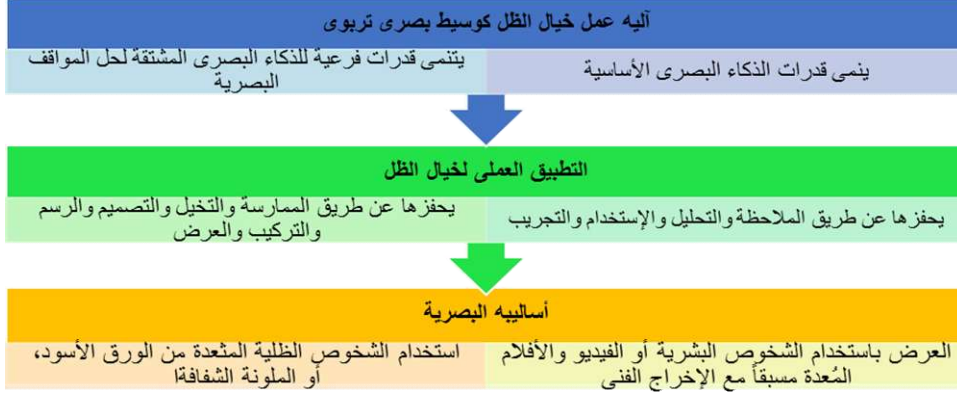 آليه عمل خيال الظل كوسيط بصرى تربوى
ينمى قدرات الذكاء البصرى الأساسية
يتنمى قدرات فرعية للذكاء البصرى المشتقة لحل المواقف
البصرية
التطبيق العملى لخيال الظل
يحفزها عن طريق الملاحظة والتحليل والإستخدام والتجريب
يحفزها عن طريق الممارسة والتخيل والتصميم والرسم
والتركيب والعرض
أساليبه البصرية
العرض باستخدام الشخوص البشرية أو الفيديو والأفلام
المُعدة مسبقاً مع الإخراج الفنى
استخدام الشخوص الظلية المثعدة من الورق الأسود،
أو الملونة الشفافةا